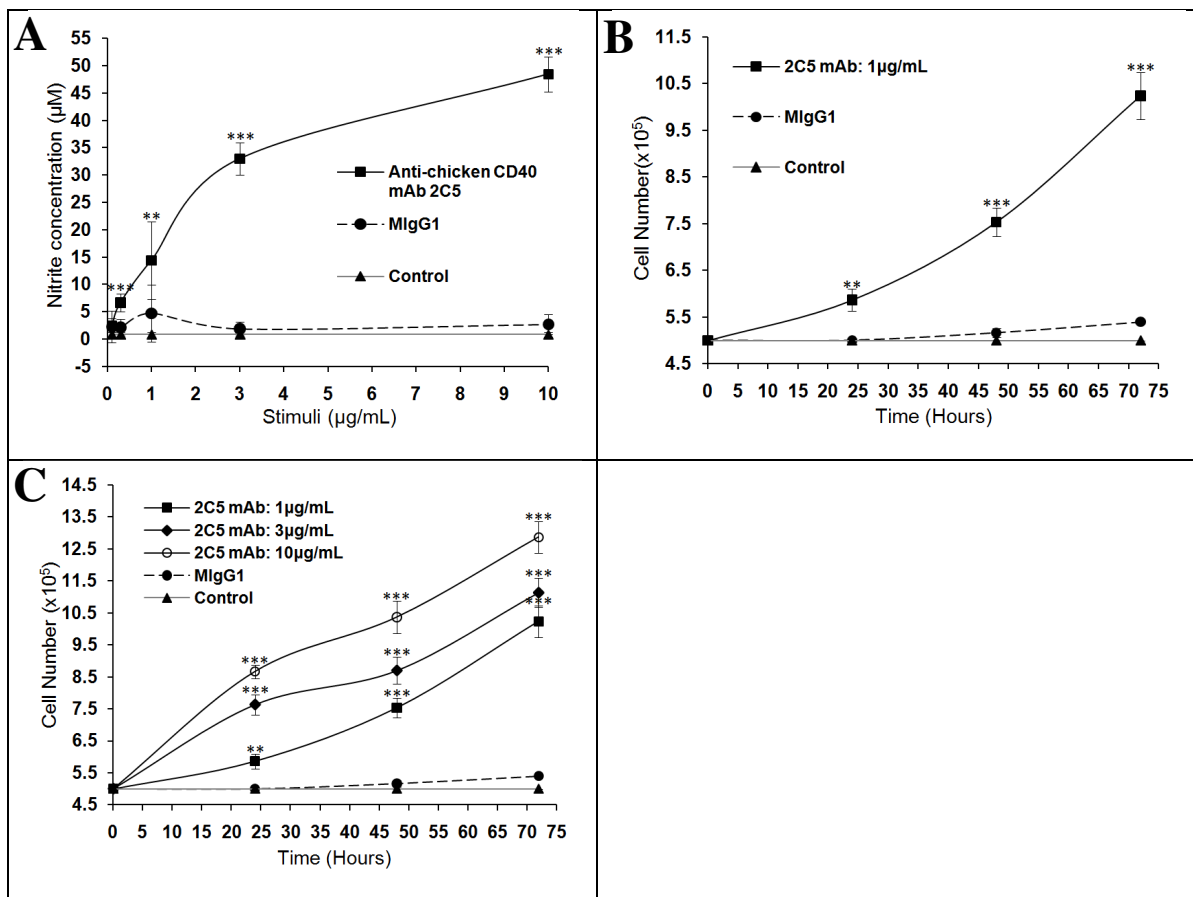 A
Nitrite concentration (µM)
55
50
45
40
35
30
25
20
15
10
5
0
-5
***
**
***
***
Anti-chicken CD40
mAb 2C5
MIgG1
Control
0 1 2 3 4 5 6 7 8 9 10
Stimuli (µg/mL)
B
Cell Number(x10⁵)
11.5
10.5
9.5
8.5
7.5
6.5
5.5
4.5
2C5 mAb: 1µg/mL
MIgG1
Control
**
***
***
0 5 10 15 20 25 30 35 40 45 50 55 60 65 70 75
Time (Hours)
C
Cell Number (x10⁵)
14.5
13.5
12.5
11.5
10.5
9.5
8.5
7.5
6.5
5.5
4.5
2C5 mAb: 1µg/mL
2C5 mAb: 3µg/mL
2C5 mAb: 10µg/mL
MIgG1
Control
***
***
**
***
***
***
***
***
***
0 5 10 15 20 25 30 35 40 45 50 55 60 65 70 75
Time (Hours)